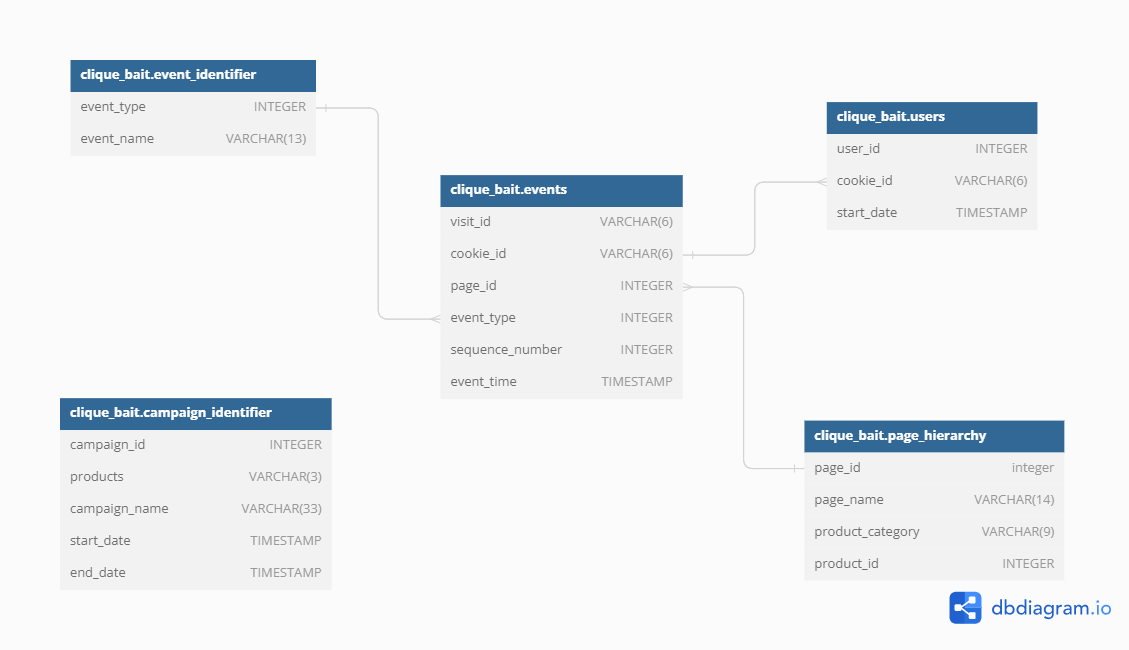 clique_bait.event_identifier
event_type INTEGER
event_name VARCHAR(13)
clique_bait.users
user_id INTEGER
cookie_id VARCHAR(6)
start_date TIMESTAMP
clique_bait.events
visit_id VARCHAR(6)
cookie_id VARCHAR(6)
page_id INTEGER
event_type INTEGER
sequence_number INTEGER
event_time TIMESTAMP
clique_bait.campaign_identifier
campaign_id INTEGER
products VARCHAR(3)
campaign_name VARCHAR(33)
start_date TIMESTAMP
end_date TIMESTAMP
clique_bait.page_hierarchy
page_id integer
page_name VARCHAR(14)
product_category VARCHAR(9)
product_id INTEGER
dbdiagram.io